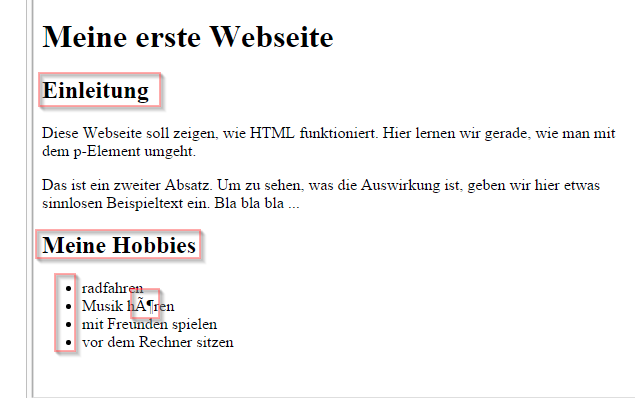 Meine erste Webseite
Einleitung
Diese Webseite soll zeigen, wie HTML funktioniert. Hier lernen wir gerade, wie man mit
dem p-Element umgeht.
Das ist ein zweiter Absatz. Um zu sehen, was die Auswirkung ist, geben wir hier etwas
sinnlosen Beispieltext ein. Bla bla bla ...
Meine Hobbies
• radfahren
• Musik hÃ¶ren
• mit Freunden spielen
• vor dem Rechner sitzen